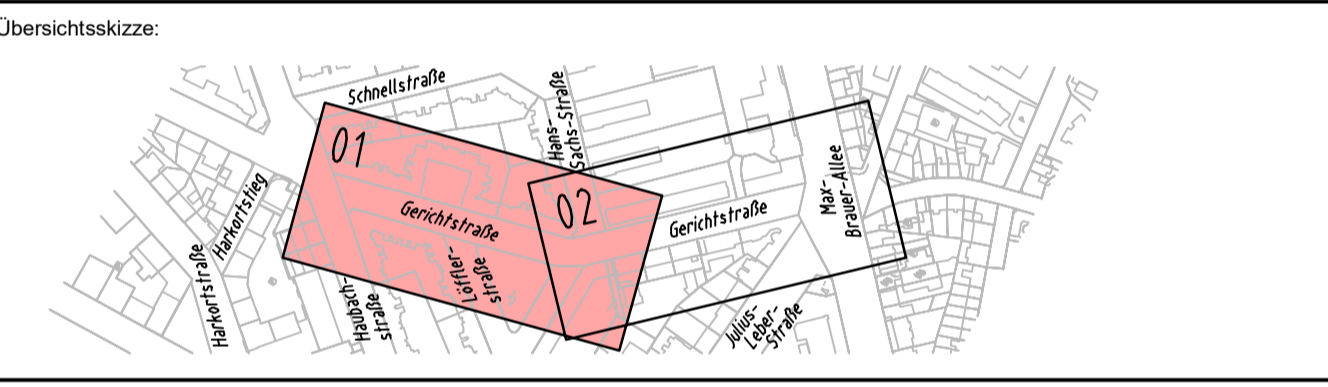 Übersichtsskizze:
Schnellstraße
Hans-
Sachs-Straße
01
02
Harkortstieg
Harkortstraße
Gerichtstraße
Gerichtstraße
Max-
Brauer-Allee
Haubach-
straße
Löffler-
straße
Julius-
Leber-
Straße